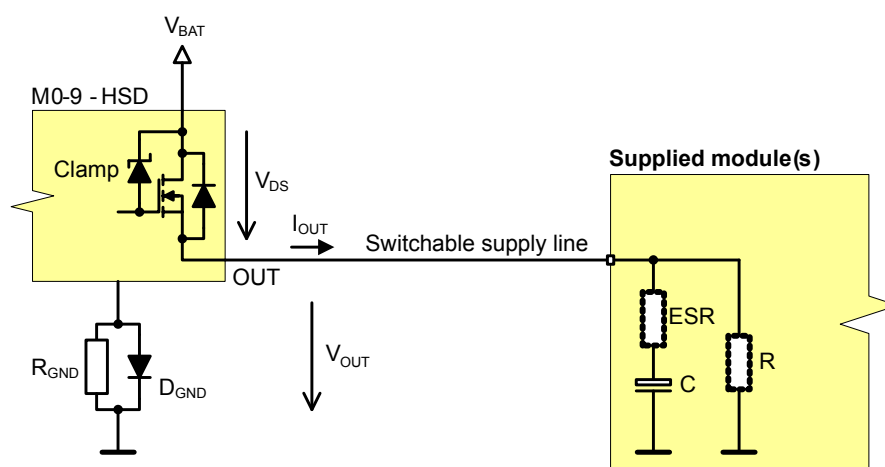 VBAT
M0-9 - HSD
Clamp
VDS
Supplied module(s)
IOUT
Switchable supply line
OUT
ESR
RGND
DGND
VOUT
C
R